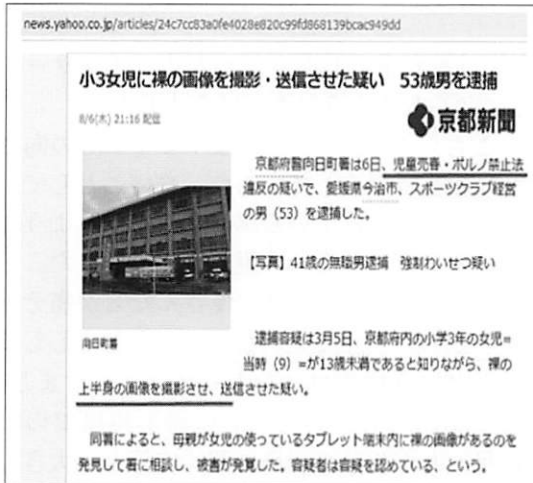 news.yahoo.co.jp/articles/24c7cc83a0fe4028e820c99fd868139bcac949dd
小3女児に裸の画像を撮影・送信させた疑い 53歳男を逮捕
8/6(木) 21:16 配信
京都新聞
京都府警向日町署は6日、児童売春・ポルノ禁止法
違反の疑いで、愛媛県今治市、スポーツクラブ経営
の男（53）を逮捕した。
【写真】41歳の無職男逮捕 強制わいせつ疑い
向日町署
逮捕容疑は3月5日、京都府内の小学3年の女児＝
当時（9）＝が13歳未満であると知りながら、裸の
上半身の画像を撮影させ、送信させた疑い。
同署によると、母親が女児の使っているタブレット端末内に裸の画像があるのを
発見して署に相談し、被害が発覚した。容疑者は容疑を認めている、という。